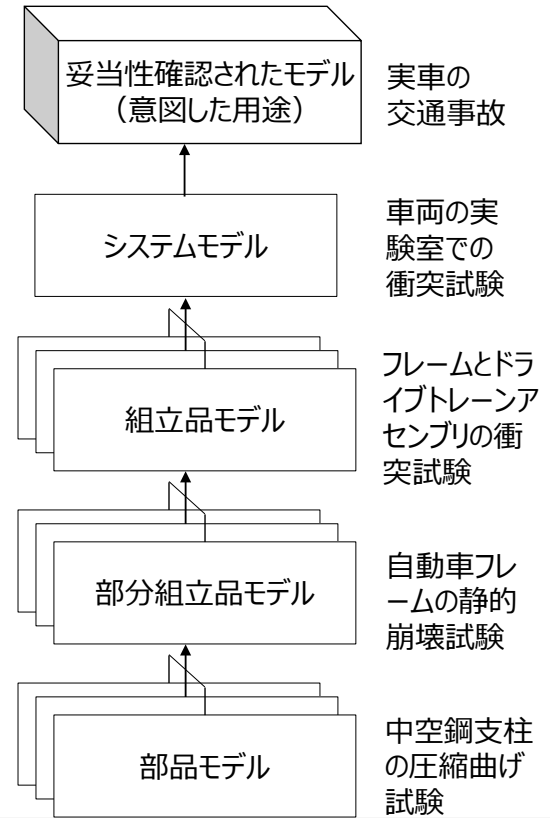 妥当性確認されたモデル
（意図した用途）
実車の
交通事故
システムモデル
車両の実
験室での
衝突試験
組立品モデル
フレームとドラ
イブトレーンア
センブリの衝
突試験
部分組立品モデル
自動車フレ
ームの静的
崩壊試験
部品モデル
中空鋼支柱
の圧縮曲げ
試験